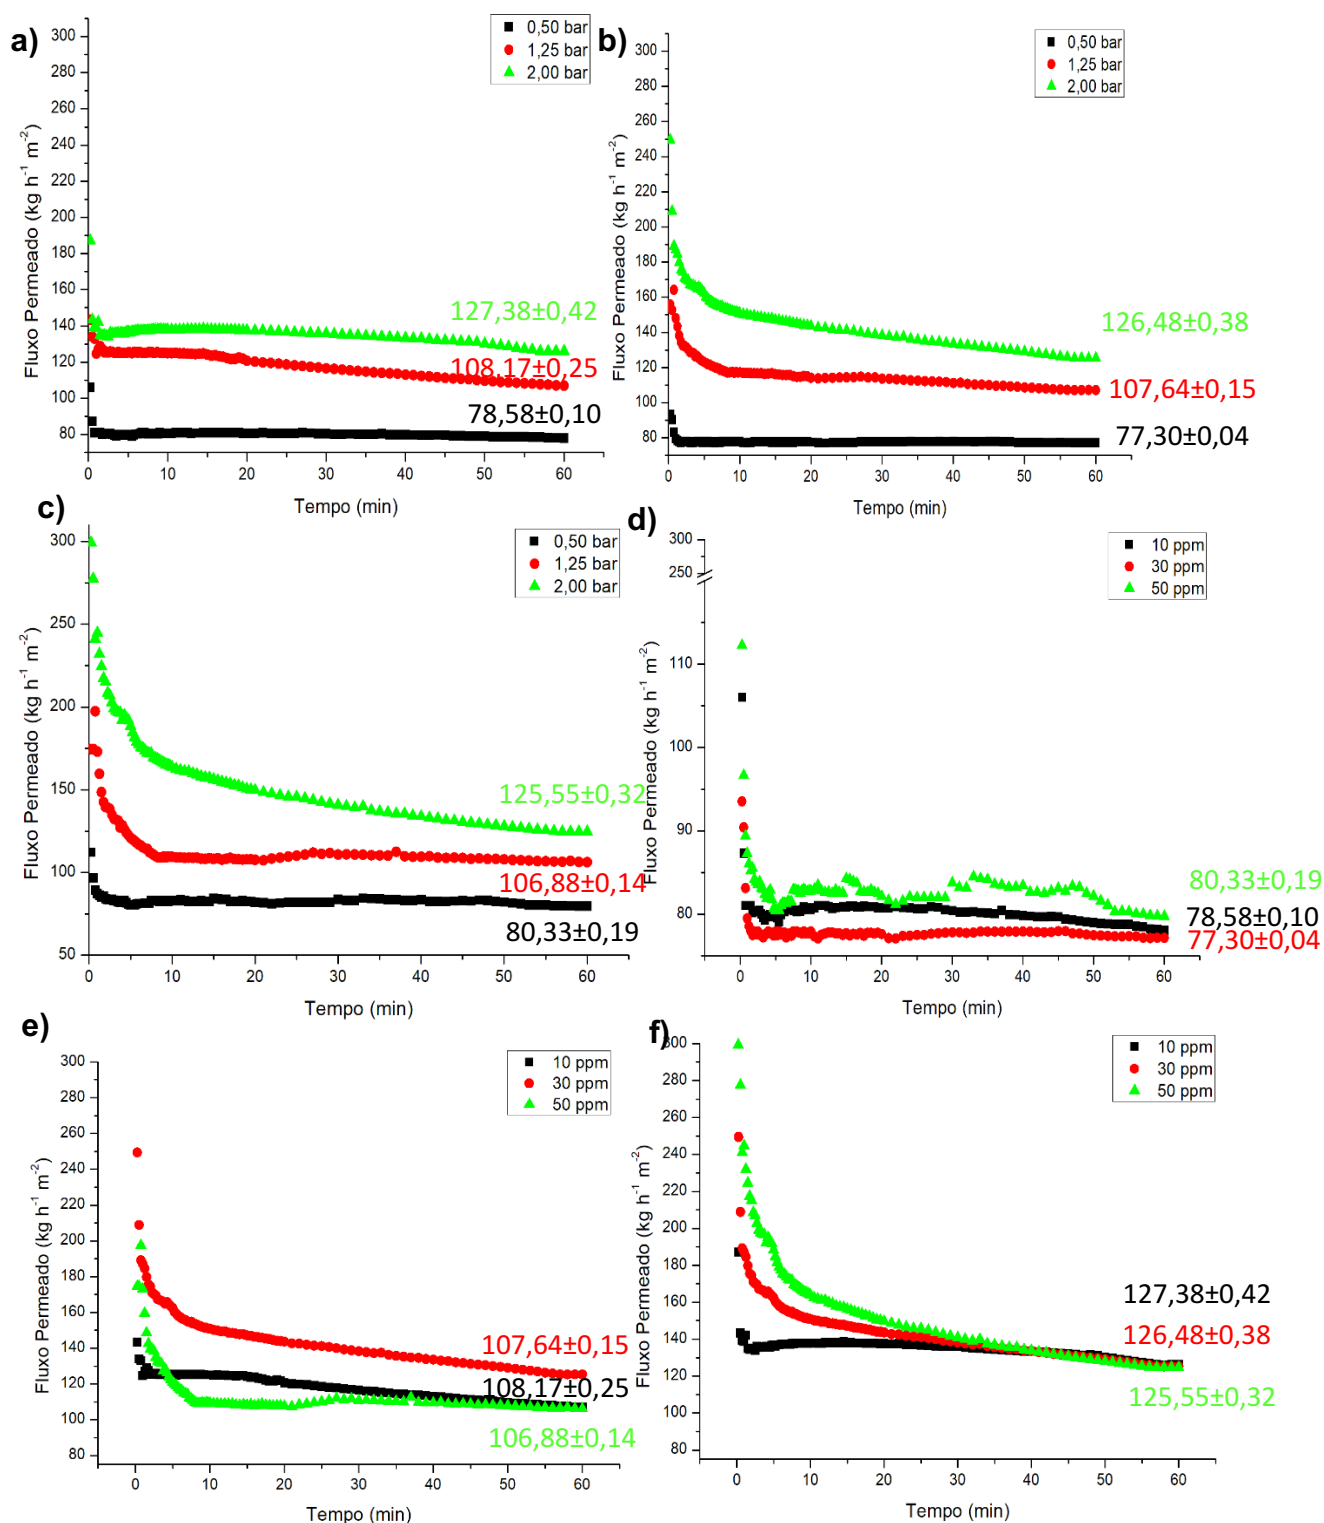 a)
0,50 bar
1,25 bar
2,00 bar
300
280
260
240
220
200
180
160
140
120
100
80
Fluxo Permeado (kg h⁻¹ m⁻²)
127,38±0,42
108,17±0,25
78,58±0,10
0 10 20 30 40 50 60
Tempo (min)
b)
0,50 bar
1,25 bar
2,00 bar
300
280
260
240
220
200
180
160
140
120
100
80
Fluxo Permeado (kg h⁻¹ m⁻²)
126,48±0,38
107,64±0,15
77,30±0,04
0 10 20 30 40 50 60
Tempo (min)
c)
0,50 bar
1,25 bar
2,00 bar
300
250
200
150
100
50
Fluxo Permeado (kg h⁻¹ m⁻²)
125,55±0,32
106,88±0,14
80,33±0,19
0 10 20 30 40 50 60
Tempo (min)
d)
10 ppm
30 ppm
50 ppm
300
250
110
100
90
80
Fluxo Permeado (kg h⁻¹ m⁻²)
80,33±0,19
78,58±0,10
77,30±0,04
0 10 20 30 40 50 60
Tempo (min)
e)
10 ppm
30 ppm
50 ppm
300
280
260
240
220
200
180
160
140
120
100
80
Fluxo Permeado (kg h⁻¹ m⁻²)
107,64±0,15
108,17±0,25
106,88±0,14
0 10 20 30 40 50 60
Tempo (min)
f)
10 ppm
30 ppm
50 ppm
300
280
260
240
220
200
180
160
140
120
100
80
Fluxo Permeado (kg h⁻¹ m⁻²)
127,38±0,42
126,48±0,38
125,55±0,32
0 10 20 30 40 50 60
Tempo (min)